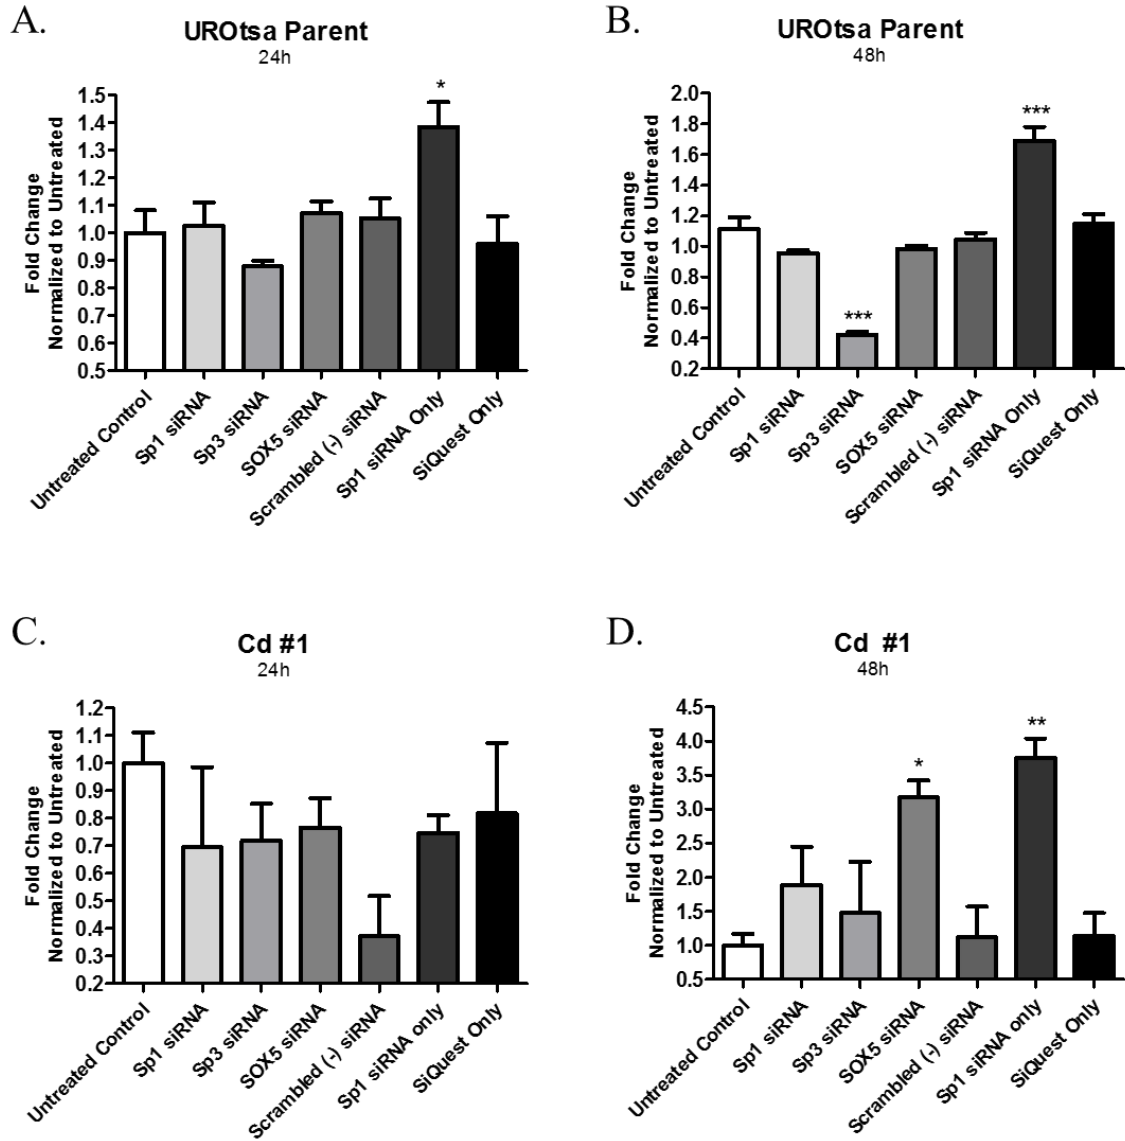 A.
UROtsa Parent
24h
Fold Change
Normalized to Untreated
1.5
1.4
1.3
1.2
1.1
1.0
0.9
0.8
0.7
0.6
0.5
*
Untreated Control
Sp1 siRNA
Sp3 siRNA
SOX5 siRNA
Scrambled (-) siRNA
Sp1 siRNA Only
SiQuest Only
B.
UROtsa Parent
48h
Fold Change
Normalized to Untreated
2.0
1.8
1.6
1.4
1.2
1.0
0.8
0.6
0.4
0.2
***
***
Untreated Control
Sp1 siRNA
Sp3 siRNA
SOX5 siRNA
Scrambled (-) siRNA
Sp1 siRNA Only
SiQuest Only
C.
Cd #1
24h
Fold Change
Normalized to Untreated
1.2
1.1
1.0
0.9
0.8
0.7
0.6
0.5
0.4
0.3
0.2
Untreated Control
Sp1 siRNA
Sp3 siRNA
SOX5 siRNA
Scrambled (-) siRNA
Sp1 siRNA only
SiQuest Only
D.
Cd #1
48h
Fold Change
Normalized to Untreated
4.5
4.0
3.5
3.0
2.5
2.0
1.5
1.0
0.5
*
**
Untreated Control
Sp1 siRNA
Sp3 siRNA
SOX5 siRNA
Scrambled (-) siRNA
Sp1 siRNA only
SiQuest Only